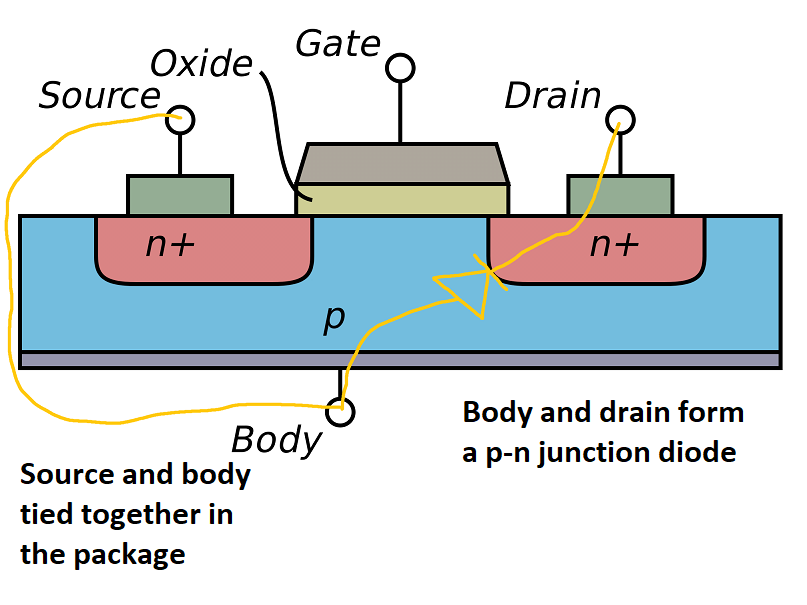 Gate
Oxide
Source
Drain
n+
n+
p
Body
Body and drain form
a p-n junction diode
Source and body
tied together in
the package